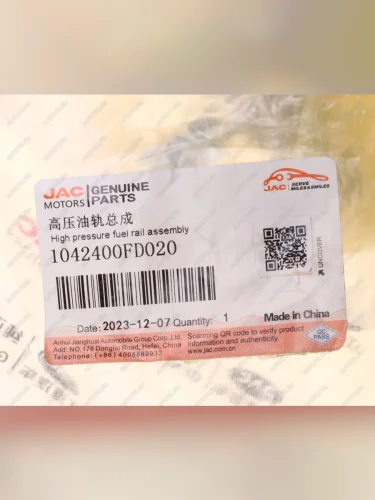 JAC MOTORS | GENUINE PARTS
JAC SERVE MILES&SMILES
高压油轨总成
High pressure fuel rail assembly
1042400FD020
UNCOVER
Date: 2023-12-07 Quantity: 1 Made in China
Anhui Jianghuai Automobile Group Corp.,Ltd.
Add: NO.176 Dongliu Road, Hefei, China
Telephone: (+86) 4008889933
Scanning QR code to verify product
information and authenticity.
www.jac.com.cn
QC PASS